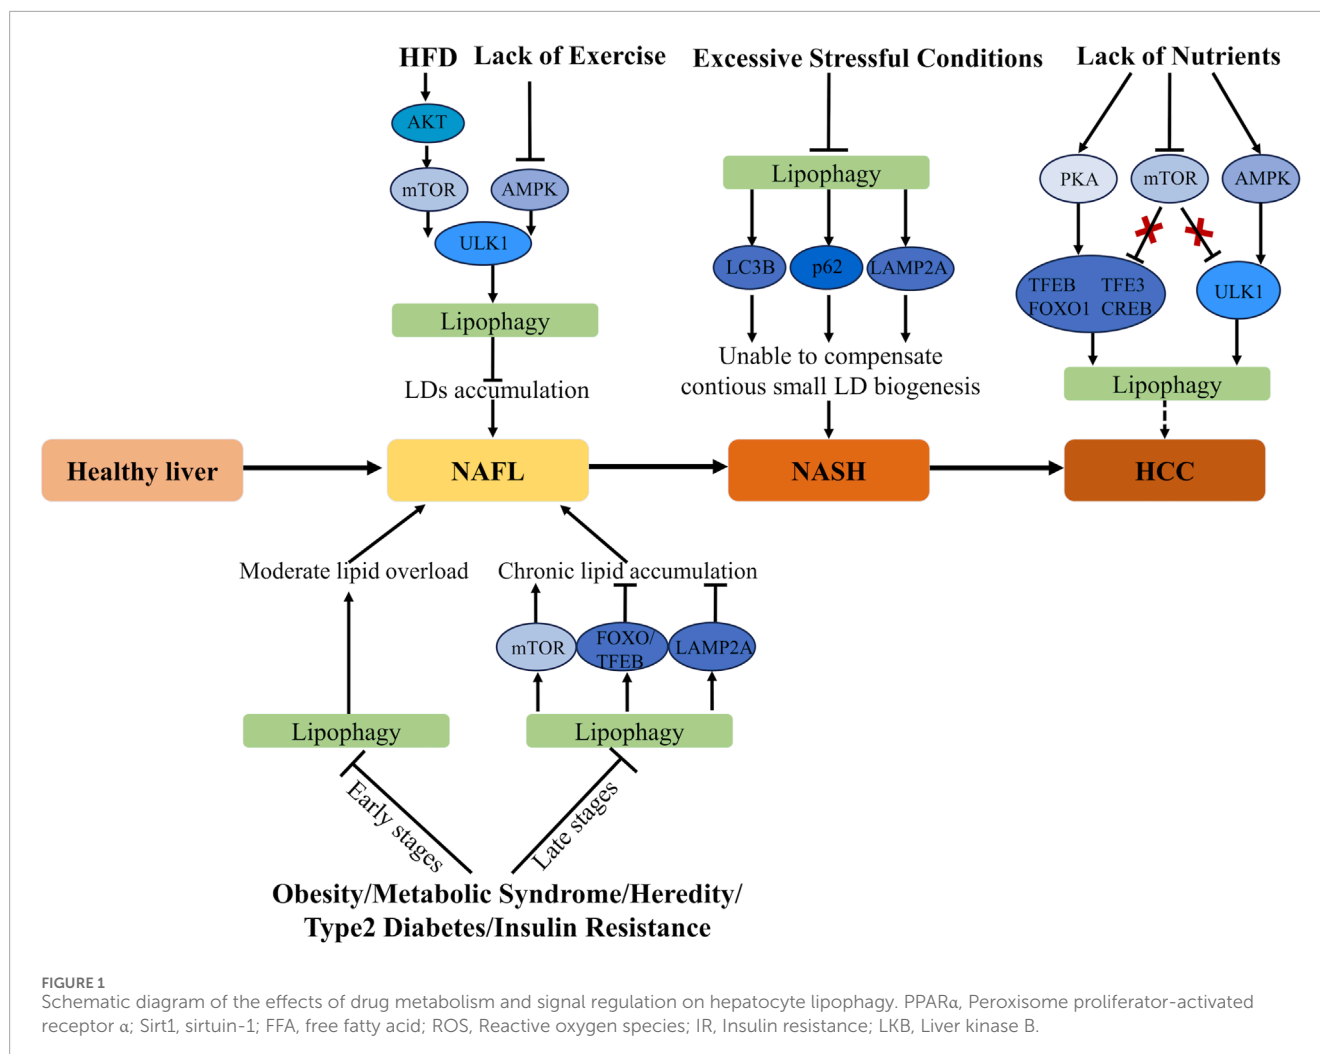 HFD
Lack of Exercise
Excessive Stressful Conditions
Lack of Nutrients
AKT
mTOR
AMPK
ULK1
Lipophagy
LDs accumulation
Lipophagy
LC3B
p62
LAMP2A
Unable to compensate
contious small LD biogenesis
PKA
mTOR
AMPK
TFEB TFE3
FOXO1 CREB
ULK1
Lipophagy
Healthy liver
NAFL
NASH
HCC
Moderate lipid overload
Chronic lipid accumulation
mTOR
FOXO/
TFEB
LAMP2A
Lipophagy
Lipophagy
Early stages
Late stages
Obesity/Metabolic Syndrome/Heredity/
Type2 Diabetes/Insulin Resistance
FIGURE 1
Schematic diagram of the effects of drug metabolism and signal regulation on hepatocyte lipophagy. PPARα, Peroxisome proliferator-activated
receptor α; Sirt1, sirtuin-1; FFA, free fatty acid; ROS, Reactive oxygen species; IR, Insulin resistance; LKB, Liver kinase B.